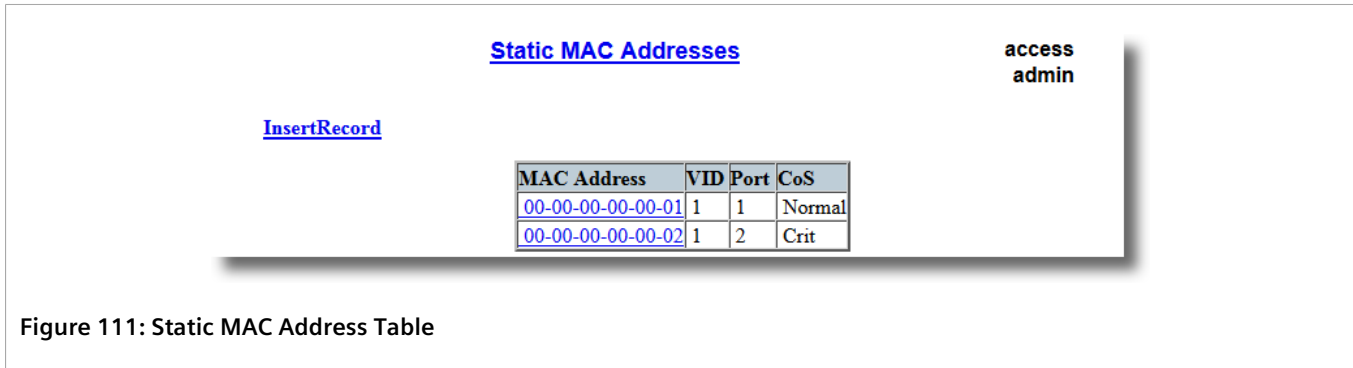 Static MAC Addresses
access
admin
InsertRecord
MAC Address VID Port CoS
00-00-00-00-00-01 1 1 Normal
00-00-00-00-00-02 1 2 Crit
Figure 111: Static MAC Address Table